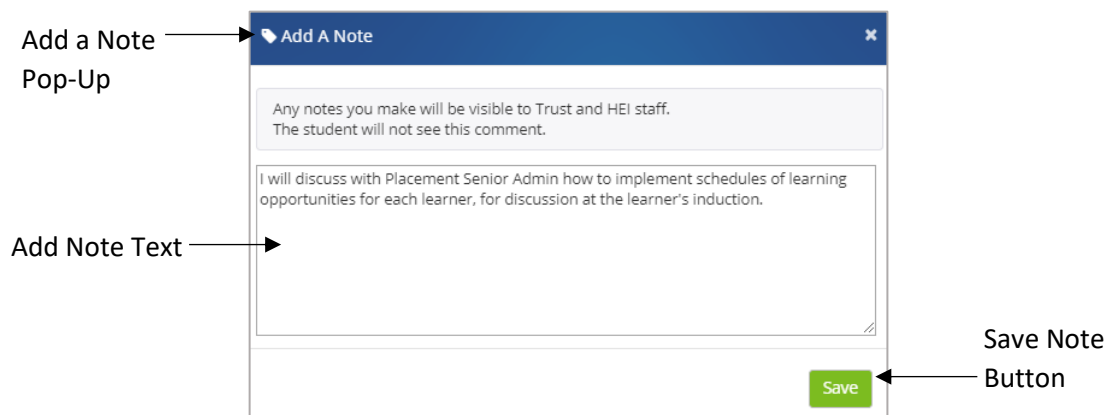 Add a Note
Pop-Up
Add A Note
Any notes you make will be visible to Trust and HEI staff.
The student will not see this comment.
I will discuss with Placement Senior Admin how to implement schedules of learning
opportunities for each learner, for discussion at the learner's induction.
Add Note Text
Save Note
Button
Save